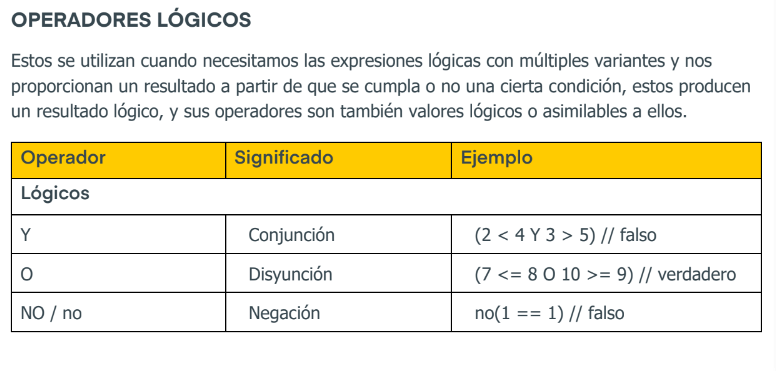 OPERADORES LÓGICOS
Estos se utilizan cuando necesitamos las expresiones lógicas con múltiples variantes y nos
proporcionan un resultado a partir de que se cumpla o no una cierta condición, estos producen
un resultado lógico, y sus operadores son también valores lógicos o asimilables a ellos.
Operador Significado Ejemplo
Lógicos
Y Conjunción (2 < 4 Y 3 > 5) // falso
O Disyunción (7 <= 8 O 10 >= 9) // verdadero
NO / no Negación no(1 == 1) // falso